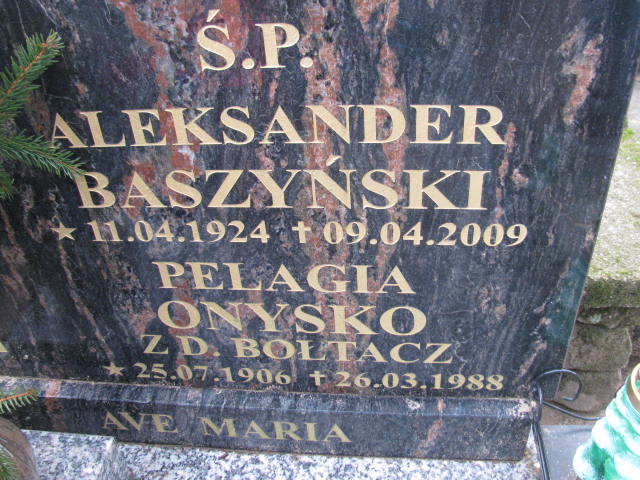 Ś.P.
ALEKSANDER
BASZYŃSKI
★ 11.04.1924 ✝ 09.04.2009
PELAGIA
ONYSKO
Z D. BOŁTACZ
★ 25.07.1906 ✝ 26.03.1988
AVE MARIA